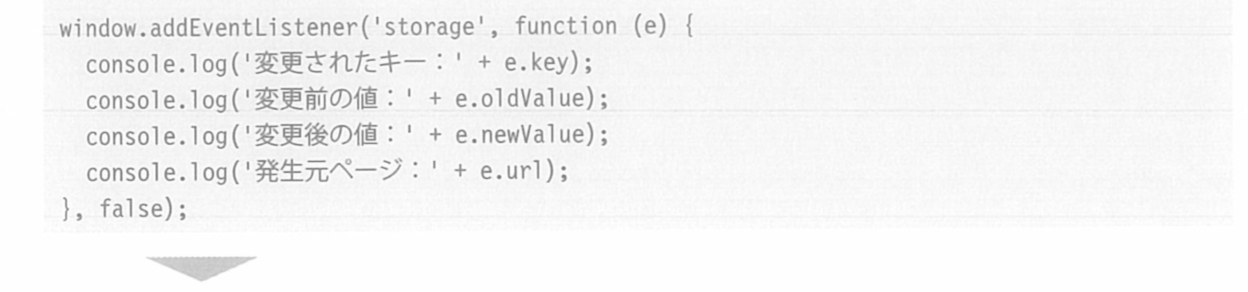 window.addEventListener('storage', function (e) {
  console.log('変更されたキー：' + e.key);
  console.log('変更前の値：' + e.oldValue);
  console.log('変更後の値：' + e.newValue);
  console.log('発生元ページ：' + e.url);
}, false);